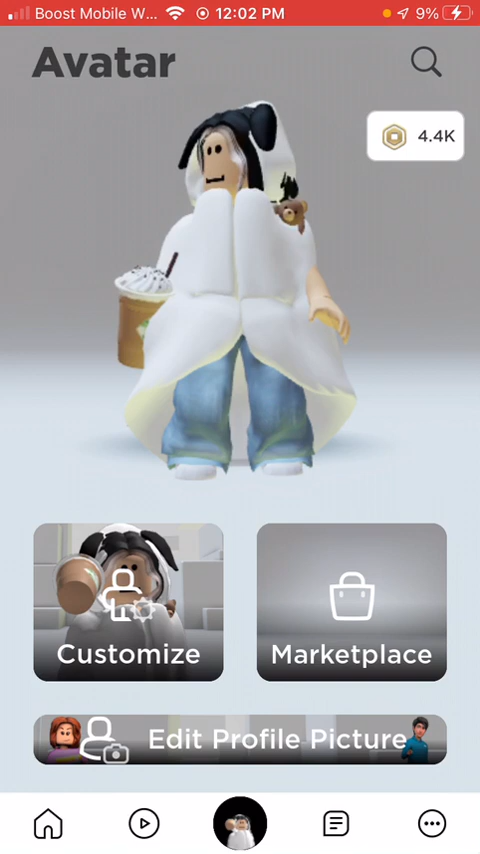 Boost Mobile W... 12:02 PM 9%
Avatar
4.4K
Customize
Marketplace
Edit Profile Picture